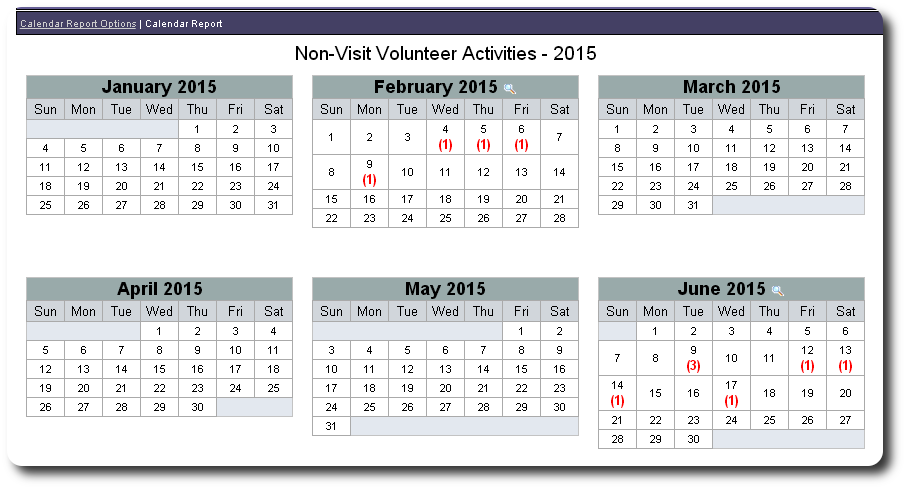 Calendar Report Options | Calendar Report
Non-Visit Volunteer Activities - 2015
January 2015
Sun Mon Tue Wed Thu Fri Sat
1 2 3
4 5 6 7 8 9 10
11 12 13 14 15 16 17
18 19 20 21 22 23 24
25 26 27 28 29 30 31
February 2015
Sun Mon Tue Wed Thu Fri Sat
1 2 3 4 5 6 7
(1) (1) (1)
8 9 10 11 12 13 14
(1)
15 16 17 18 19 20 21
22 23 24 25 26 27 28
March 2015
Sun Mon Tue Wed Thu Fri Sat
1 2 3 4 5 6 7
8 9 10 11 12 13 14
15 16 17 18 19 20 21
22 23 24 25 26 27 28
29 30 31
April 2015
Sun Mon Tue Wed Thu Fri Sat
1 2 3 4
5 6 7 8 9 10 11
12 13 14 15 16 17 18
19 20 21 22 23 24 25
26 27 28 29 30
May 2015
Sun Mon Tue Wed Thu Fri Sat
1 2
3 4 5 6 7 8 9
10 11 12 13 14 15 16
17 18 19 20 21 22 23
24 25 26 27 28 29 30
31
June 2015
Sun Mon Tue Wed Thu Fri Sat
1 2 3 4 5 6
7 8 9 10 11 12 13
(3) (1) (1)
14 15 16 17 18 19 20
(1) (1)
21 22 23 24 25 26 27
28 29 30